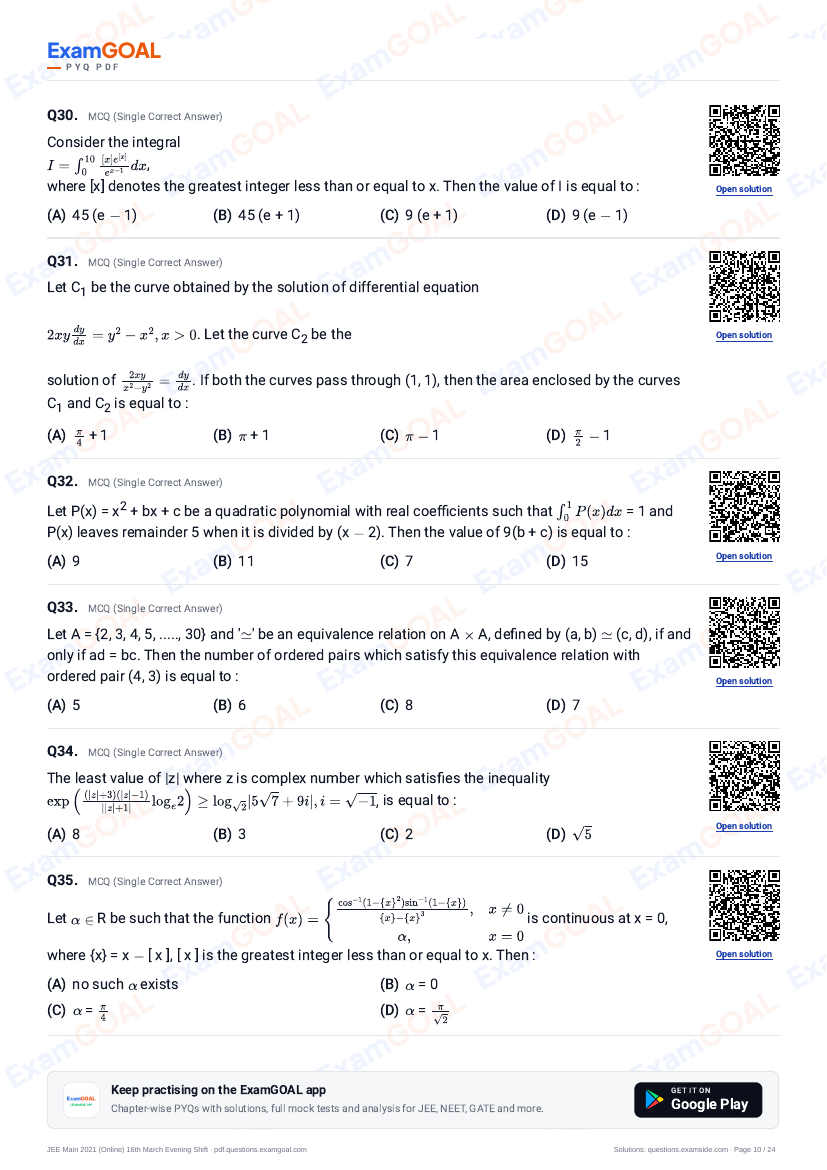 ExamGOAL
PYQ PDF
Q30. MCQ (Single Correct Answer)
Consider the integral
I = ∫₀¹⁰ [x]e^[x] / e^(x−1) dx,
where [x] denotes the greatest integer less than or equal to x. Then the value of I is equal to :
(A) 45 (e − 1) (B) 45 (e + 1) (C) 9 (e + 1) (D) 9 (e − 1)
Open solution
Q31. MCQ (Single Correct Answer)
Let C₁ be the curve obtained by the solution of differential equation
2xy dy/dx = y² − x², x > 0. Let the curve C₂ be the
solution of 2xy/(x²−y²) = dy/dx. If both the curves pass through (1, 1), then the area enclosed by the curves
C₁ and C₂ is equal to :
(A) π/4 + 1 (B) π + 1 (C) π − 1 (D) π/2 − 1
Open solution
Q32. MCQ (Single Correct Answer)
Let P(x) = x² + bx + c be a quadratic polynomial with real coefficients such that ∫₀¹ P(x)dx = 1 and
P(x) leaves remainder 5 when it is divided by (x − 2). Then the value of 9(b + c) is equal to :
(A) 9 (B) 11 (C) 7 (D) 15
Open solution
Q33. MCQ (Single Correct Answer)
Let A = {2, 3, 4, 5, ....., 30} and '≃' be an equivalence relation on A × A, defined by (a, b) ≃ (c, d), if and
only if ad = bc. Then the number of ordered pairs which satisfy this equivalence relation with
ordered pair (4, 3) is equal to :
(A) 5 (B) 6 (C) 8 (D) 7
Open solution
Q34. MCQ (Single Correct Answer)
The least value of |z| where z is complex number which satisfies the inequality
exp ( ((|z|+3)(|z|−1) / ||z|+1|) logₑ2 ) ≥ log_√2 |5√7 + 9i|, i = √−1, is equal to :
(A) 8 (B) 3 (C) 2 (D) √5
Open solution
Q35. MCQ (Single Correct Answer)
Let α ∈ R be such that the function f(x) = { cos⁻¹(1−{x}²)sin⁻¹(1−{x}) / ({x}−{x}³), x ≠ 0
α, x = 0 is continuous at x = 0,
where {x} = x − [ x ], [ x ] is the greatest integer less than or equal to x. Then :
(A) no such α exists (B) α = 0
(C) α = π/4 (D) α = π/√2
Open solution
ExamGOAL
Keep practising on the ExamGOAL app
Chapter-wise PYQs with solutions, full mock tests and analysis for JEE, NEET, GATE and more.
GET IT ON
Google Play
JEE Main 2021 (Online) 16th March Evening Shift · pdf.questions.examgoal.com
Solutions: questions.examside.com · Page 10 / 24